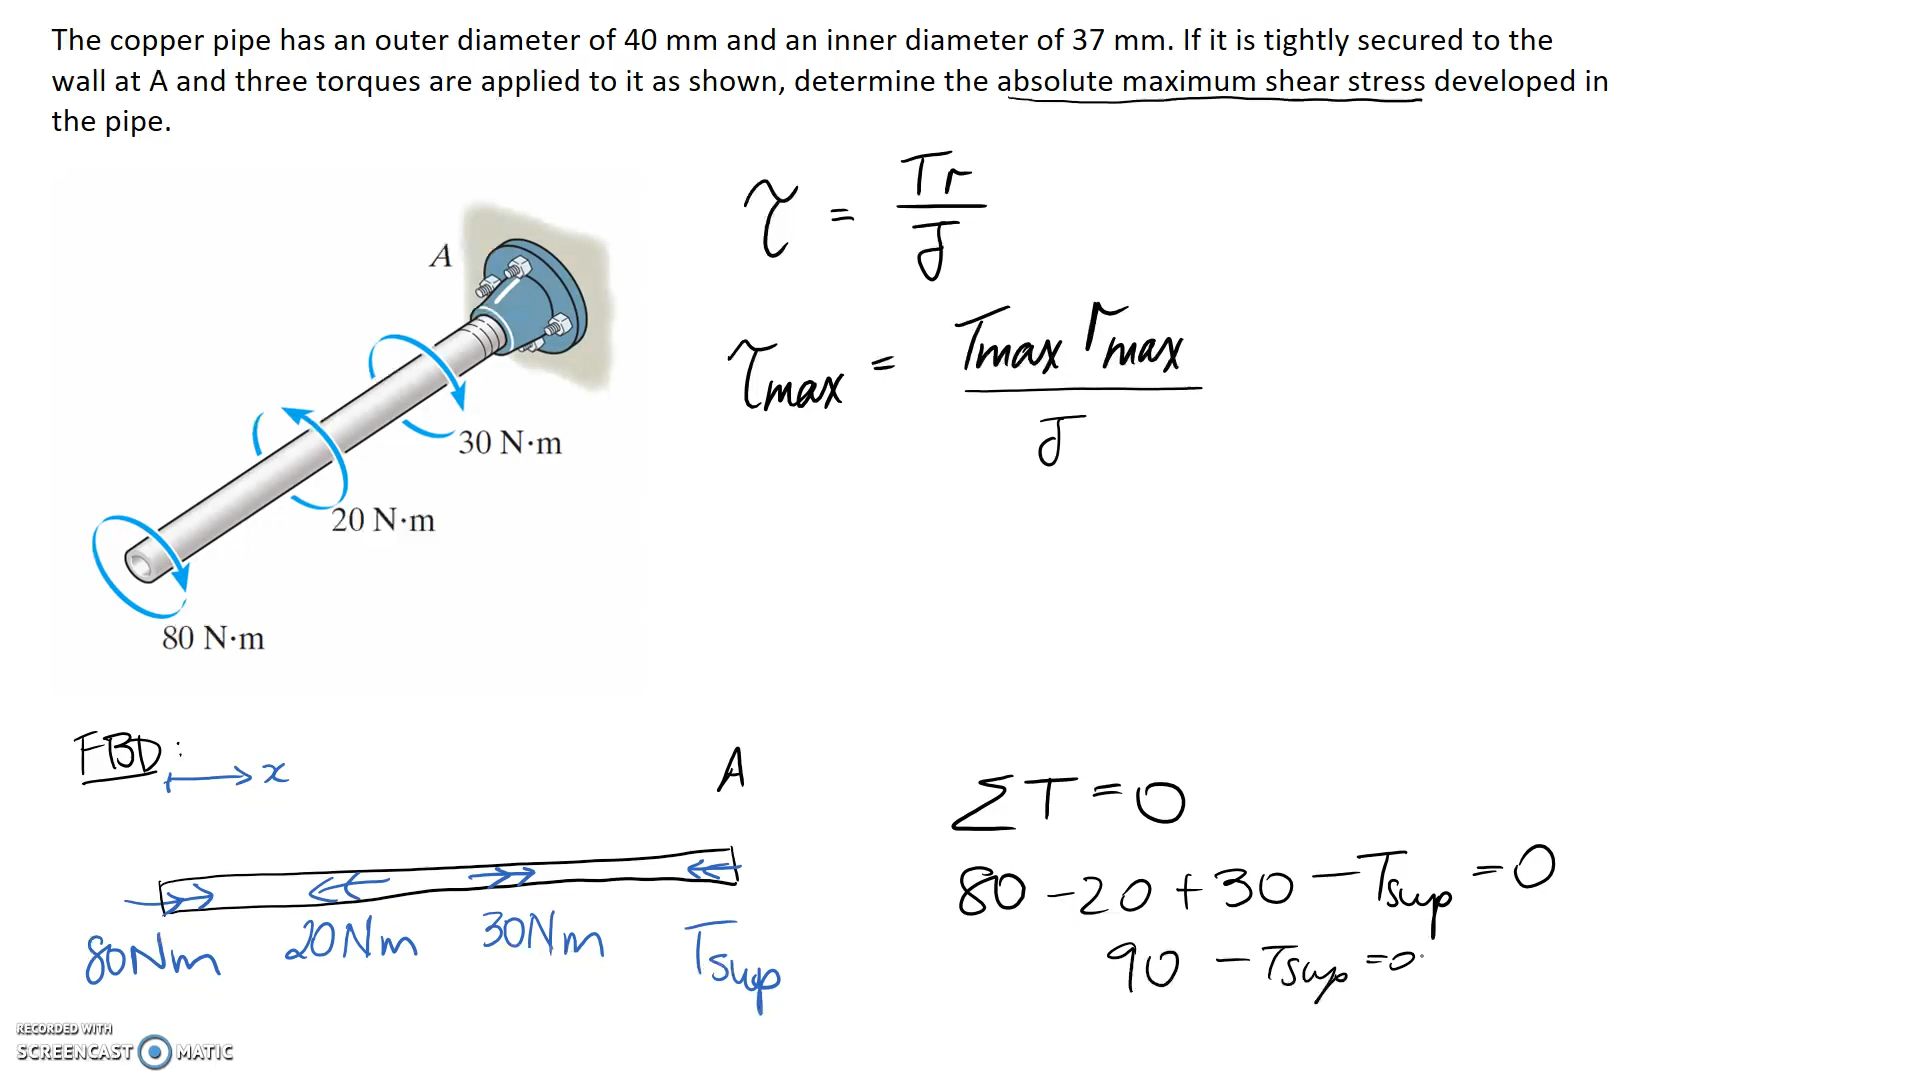 The copper pipe has an outer diameter of 40 mm and an inner diameter of 37 mm. If it is tightly secured to the
wall at A and three torques are applied to it as shown, determine the absolute maximum shear stress developed in
the pipe.
τ = Tr / J
τmax = Tmax rmax / J
A
30 N·m
20 N·m
80 N·m
FBD:
x
A
80Nm
20Nm
30Nm
Tsup
ΣT=0
80 -20 +30 -Tsup =0
90 - Tsup =0
RECORDED WITH
SCREENCAST MATIC